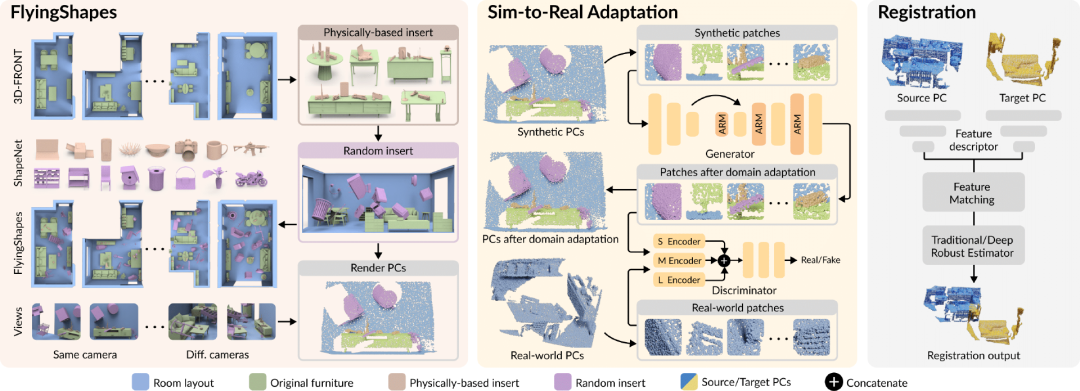 FlyingShapes
3D-FRONT
Physically-based insert
ShapeNet
Random insert
FlyingShapes
Render PCs
Views
Same camera
Diff. cameras
Sim-to-Real Adaptation
Synthetic PCs
Synthetic patches
ARM
ARM
ARM
Generator
Patches after domain adaptation
PCs after domain adaptation
S Encoder
M Encoder
L Encoder
Real/Fake
Discriminator
Real-world patches
Real-world PCs
Registration
Source PC
Target PC
Feature
descriptor
Feature
Matching
Traditional/Deep
Robust Estimator
Registration output
Room layout
Original furniture
Physically-based insert
Random insert
Source/Target PCs
Concatenate